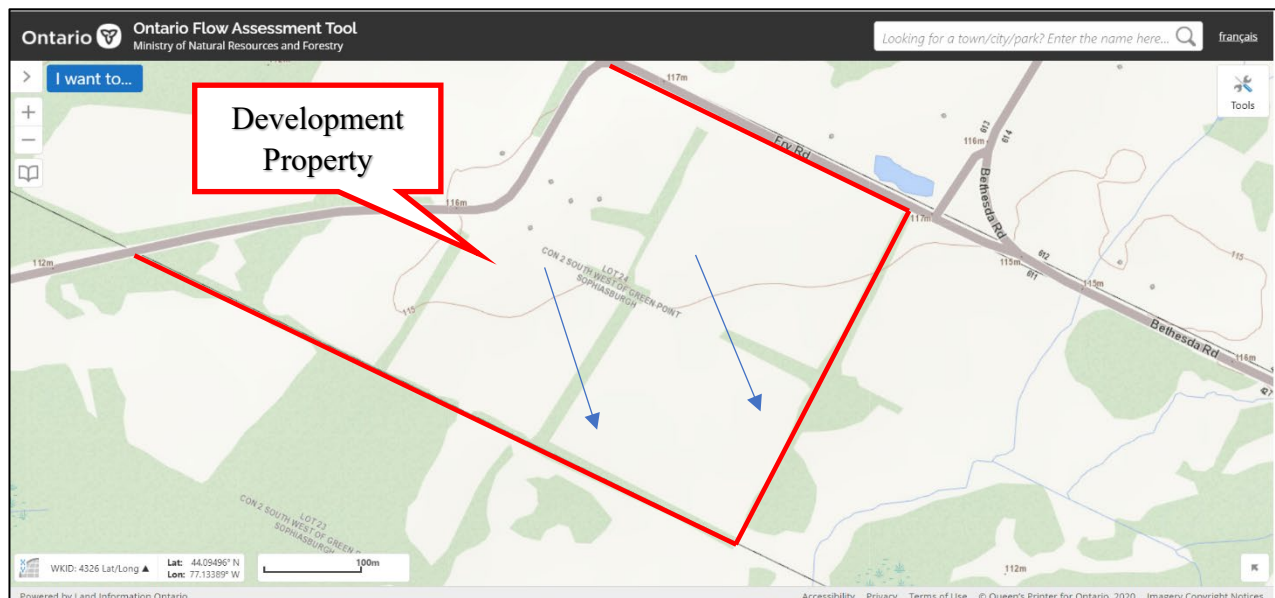 Ontario
Ontario Flow Assessment Tool
Ministry of Natural Resources and Forestry
Looking for a town/city/park? Enter the name here...
français
I want to...
Tools
Development
Property
117m
Fry Rd
116m
612
614
Bethesda Rd
116m
117m
112m
115
LOT 24
CON 2 SOUTH WEST OF GREEN POINT
SOPHIASBURGH
115m
612
611
115m
115
Bethesda Rd
116m
LOT 23
CON 2 SOUTH WEST OF GREEN
SOPHIASBURGH
112m
WKID: 4326 Lat/Long ▲
Lat: 44.09496° N
Lon: 77.13389° W
100m
Powered by Land Information Ontario
Accessibility Privacy Terms of Use © Queen's Printer for Ontario, 2020 Imagery Copyright Notices